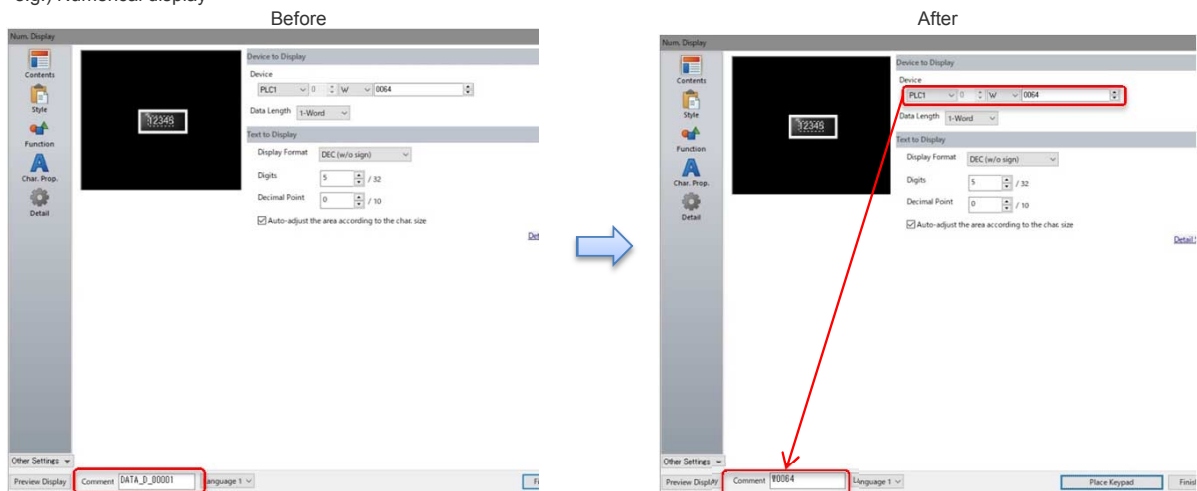 Before
Num. Display
Contents
Style
Function
Char. Prop.
Detail
12345
Device to Display
Device
PLC1 0 W 0064
Data Length 1-Word
Text to Display
Display Format DEC (w/o sign)
Digits 5 / 32
Decimal Point 0 / 10
Auto-adjust the area according to the char. size
Other Settings
Preview Display Comment DATA_D_00001 anguage 1
After
Num. Display
Contents
Style
Function
Char. Prop.
Detail
12345
Device to Display
Device
PLC1 0 W 0064
Data Length 1-Word
Text to Display
Display Format DEC (w/o sign)
Digits 5 / 32
Decimal Point 0 / 10
Auto-adjust the area according to the char. size
Detail
Other Settings
Preview Display Comment W0064 Language 1 Place Keypad Finis